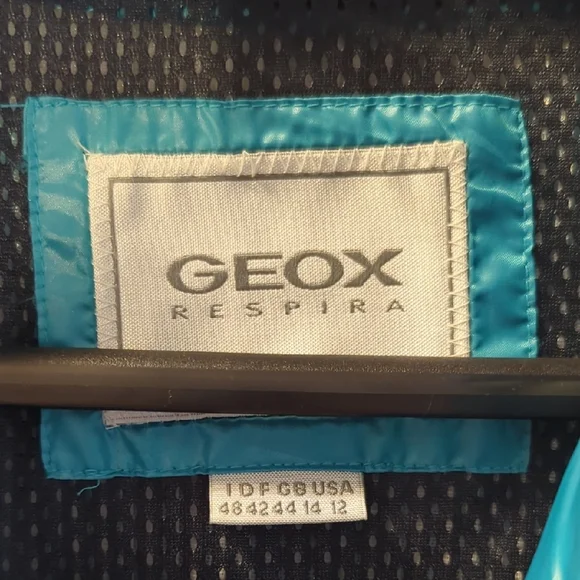 GEOX
RESPIRA
I D F GB USA
48 42 44 14 12